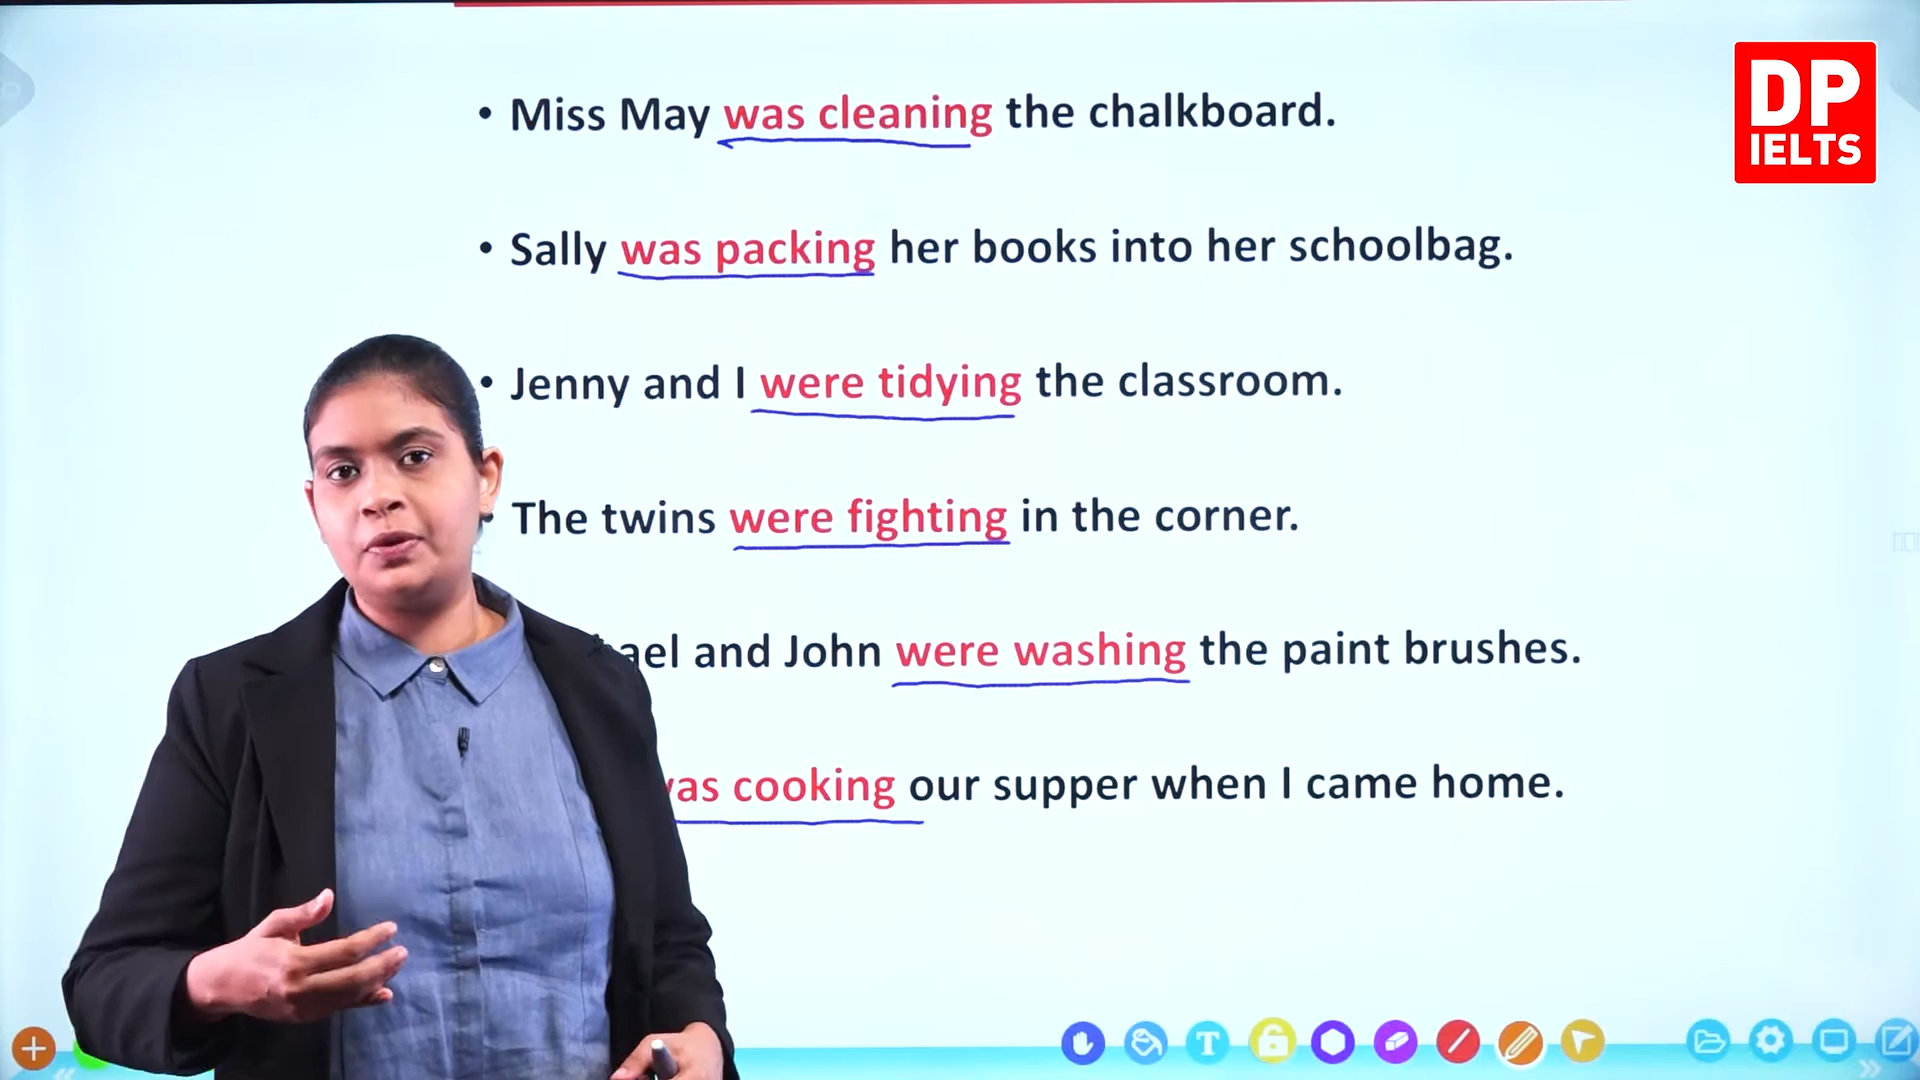 DP
IELTS
• Miss May was cleaning the chalkboard.
• Sally was packing her books into her schoolbag.
• Jenny and I were tidying the classroom.
• The twins were fighting in the corner.
and John were washing the paint brushes.
cooking our supper when I came home.